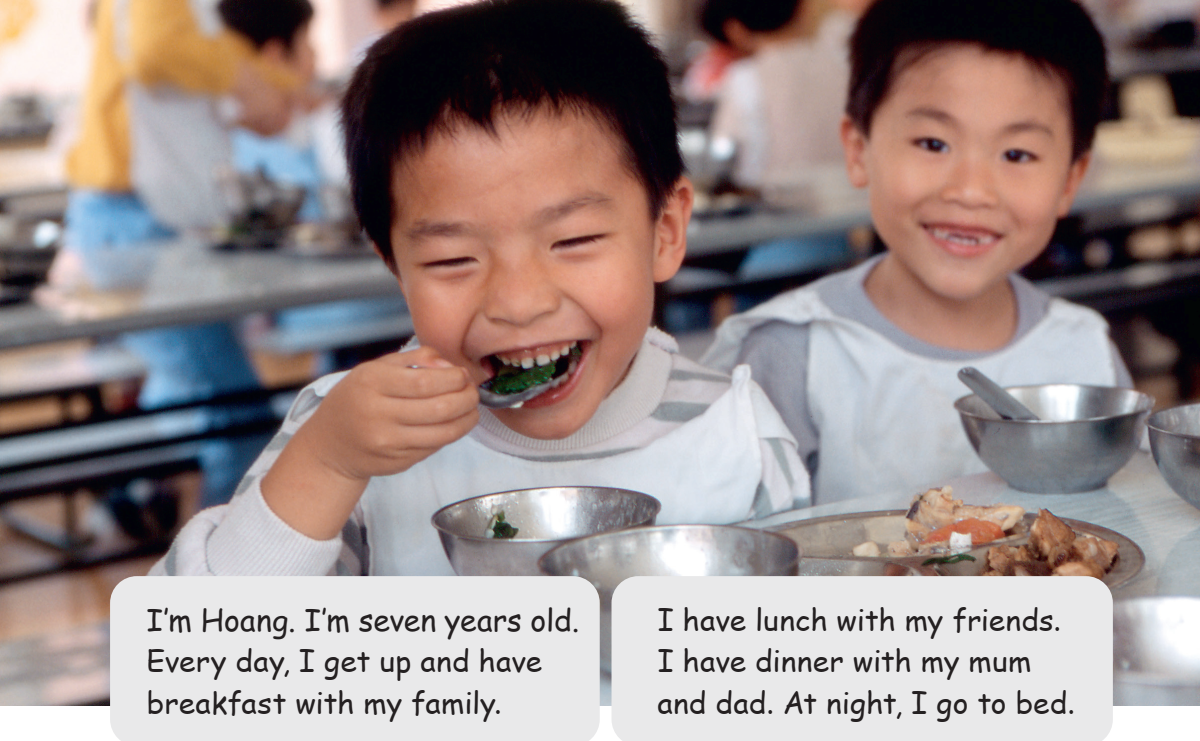 I'm Hoang. I'm seven years old.
Every day, I get up and have
breakfast with my family.
I have lunch with my friends.
I have dinner with my mum
and dad. At night, I go to bed.